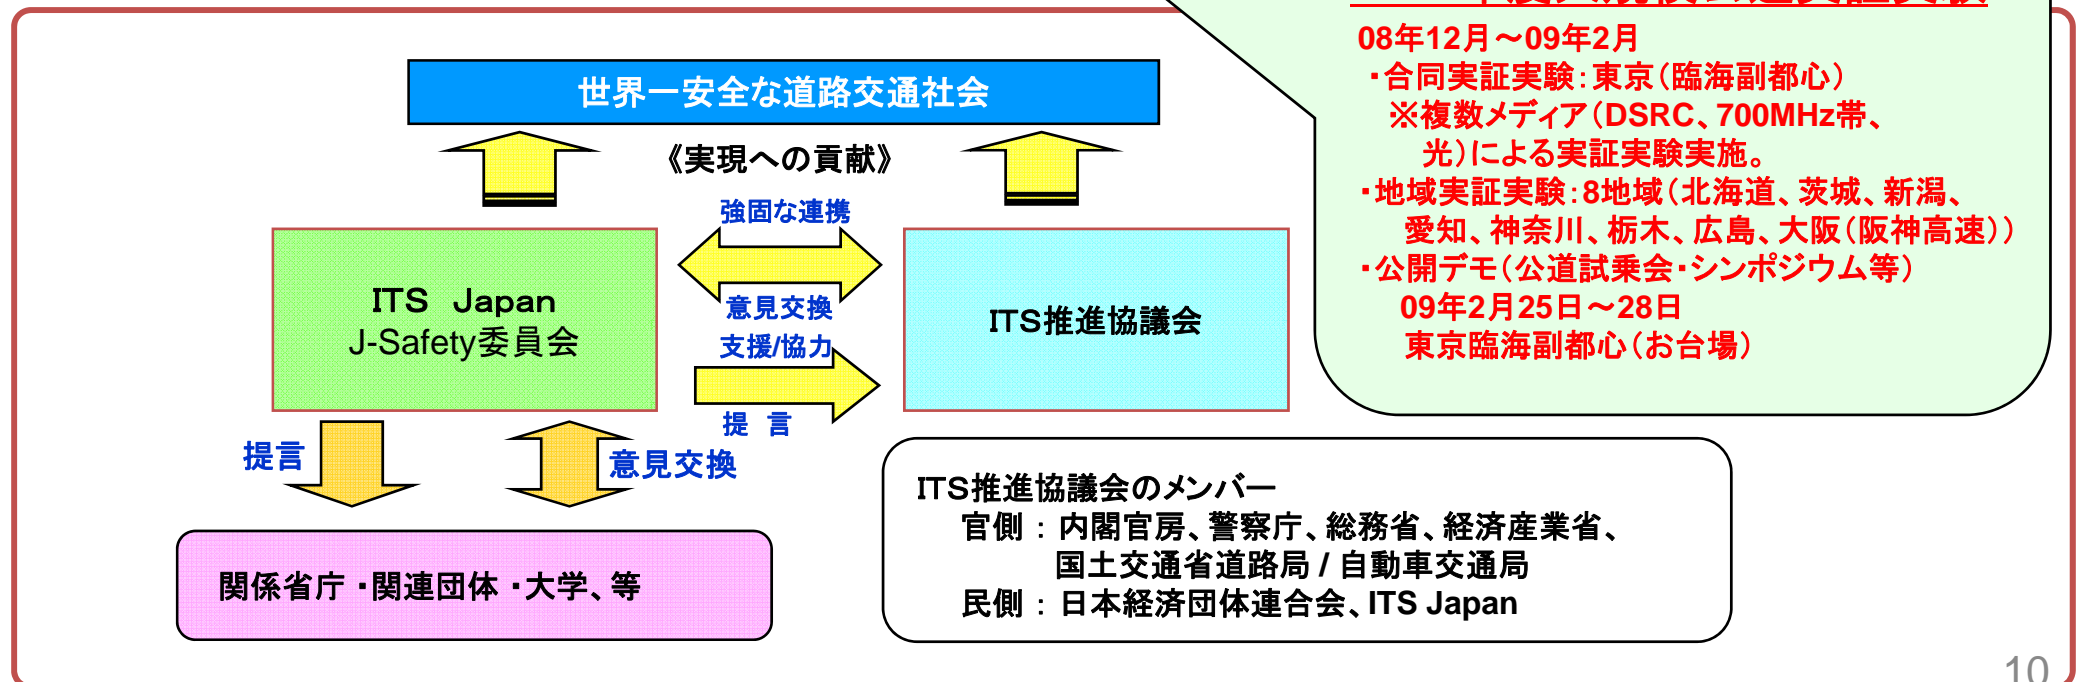 08年12月～09年2月
・合同実証実験：東京（臨海副都心）
※複数メディア（DSRC、700MHz帯、
光）による実証実験実施。
・地域実証実験：8地域（北海道、茨城、新潟、
愛知、神奈川、栃木、広島、大阪（阪神高速））
・公開デモ（公道試乗会・シンポジウム等）
09年2月25日～28日
東京臨海副都心（お台場）
世界一安全な道路交通社会
《実現への貢献》
強固な連携
意見交換
支援/協力
提　言
ITS　Japan
J-Safety委員会
ITS推進協議会
提言
意見交換
関係省庁・関連団体・大学、等
ITS推進協議会のメンバー
官側：内閣官房、警察庁、総務省、経済産業省、
国土交通省道路局 / 自動車交通局
民側：日本経済団体連合会、ITS Japan
10